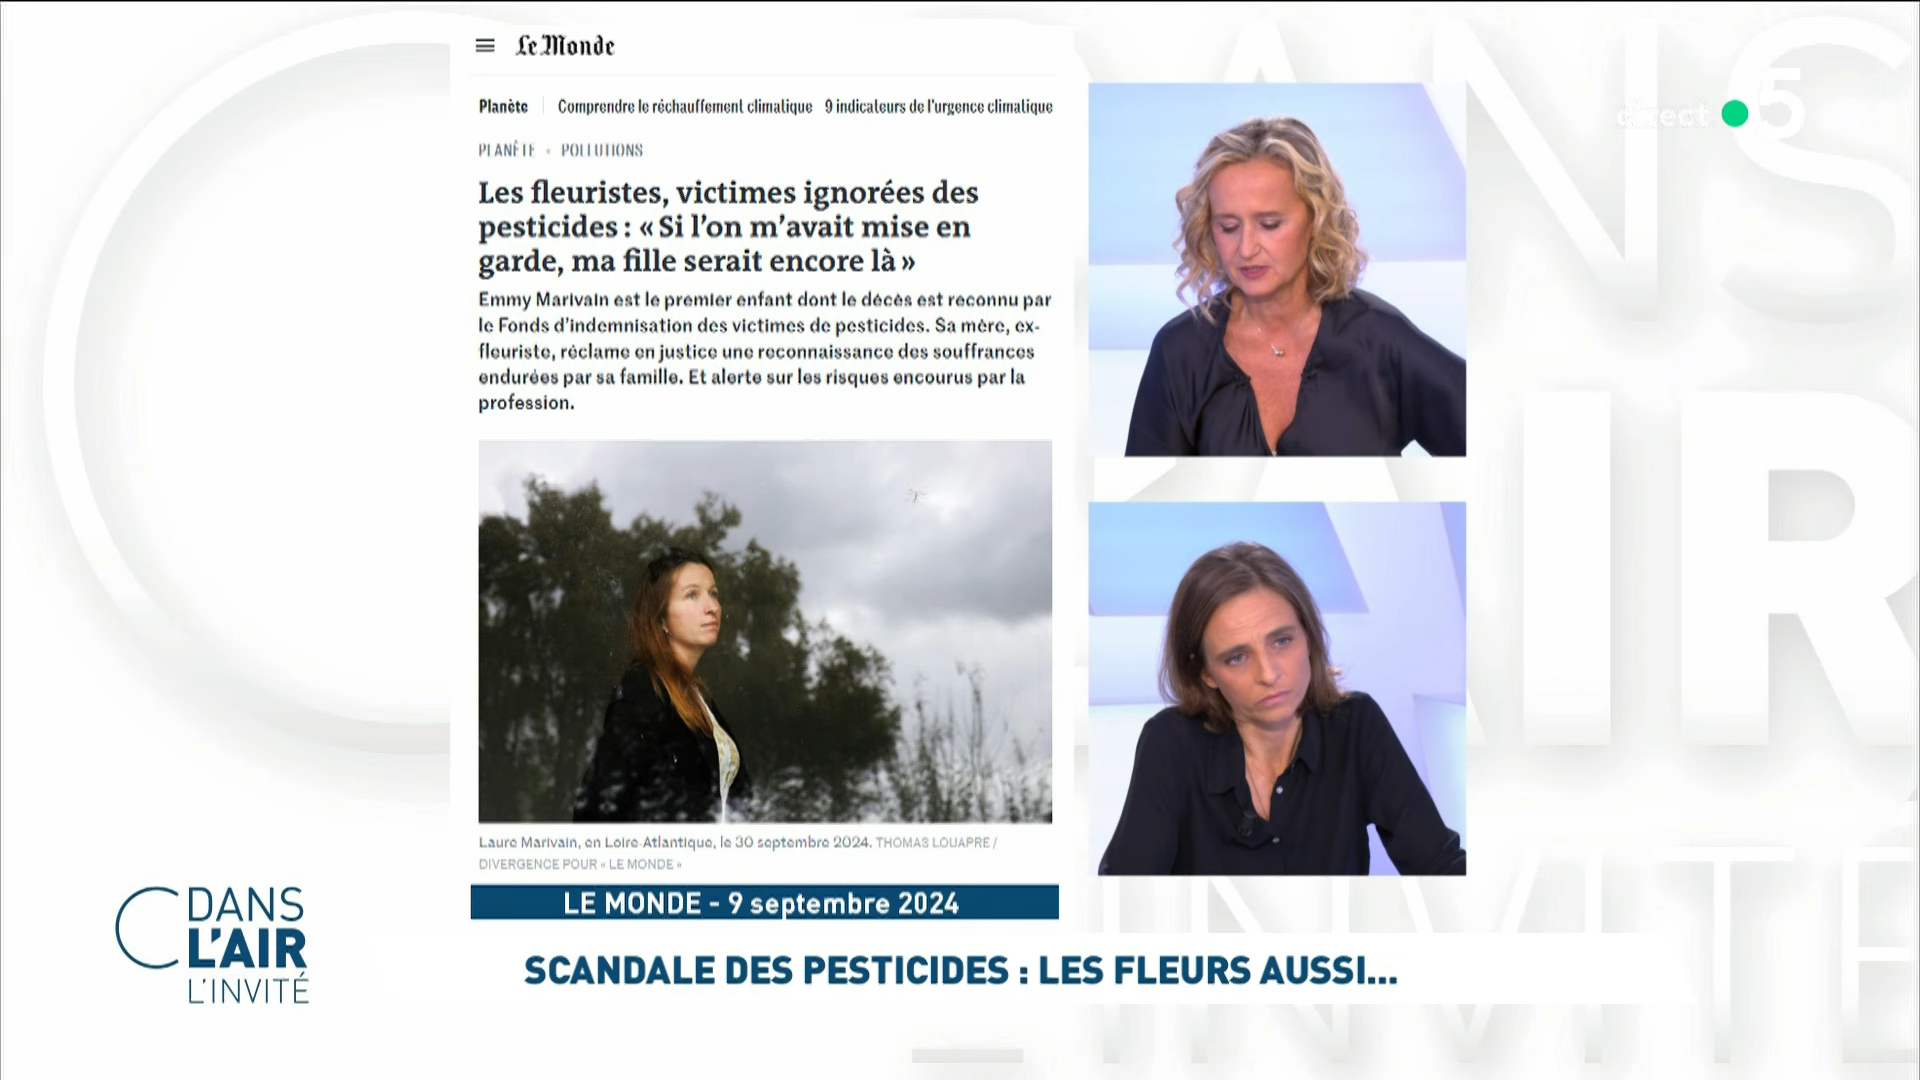 Le Monde
Planète Comprendre le réchauffement climatique 9 indicateurs de l'urgence climatique
PLANÈTE • POLLUTIONS
Les fleuristes, victimes ignorées des
pesticides : « Si l'on m'avait mise en
garde, ma fille serait encore là »
Emmy Marivain est le premier enfant dont le décès est reconnu par
le Fonds d'indemnisation des victimes de pesticides. Sa mère, ex-
fleuriste, réclame en justice une reconnaissance des souffrances
endurées par sa famille. Et alerte sur les risques encourus par la
profession.
Laure Marivain, en Loire-Atlantique, le 30 septembre 2024. THOMAS LOUAPRE /
DIVERGENCE POUR « LE MONDE »
LE MONDE - 9 septembre 2024
direct 5
C DANS
L'AIR
L'INVITÉ
SCANDALE DES PESTICIDES : LES FLEURS AUSSI...
DANS
L'AIR
L'INVITÉ